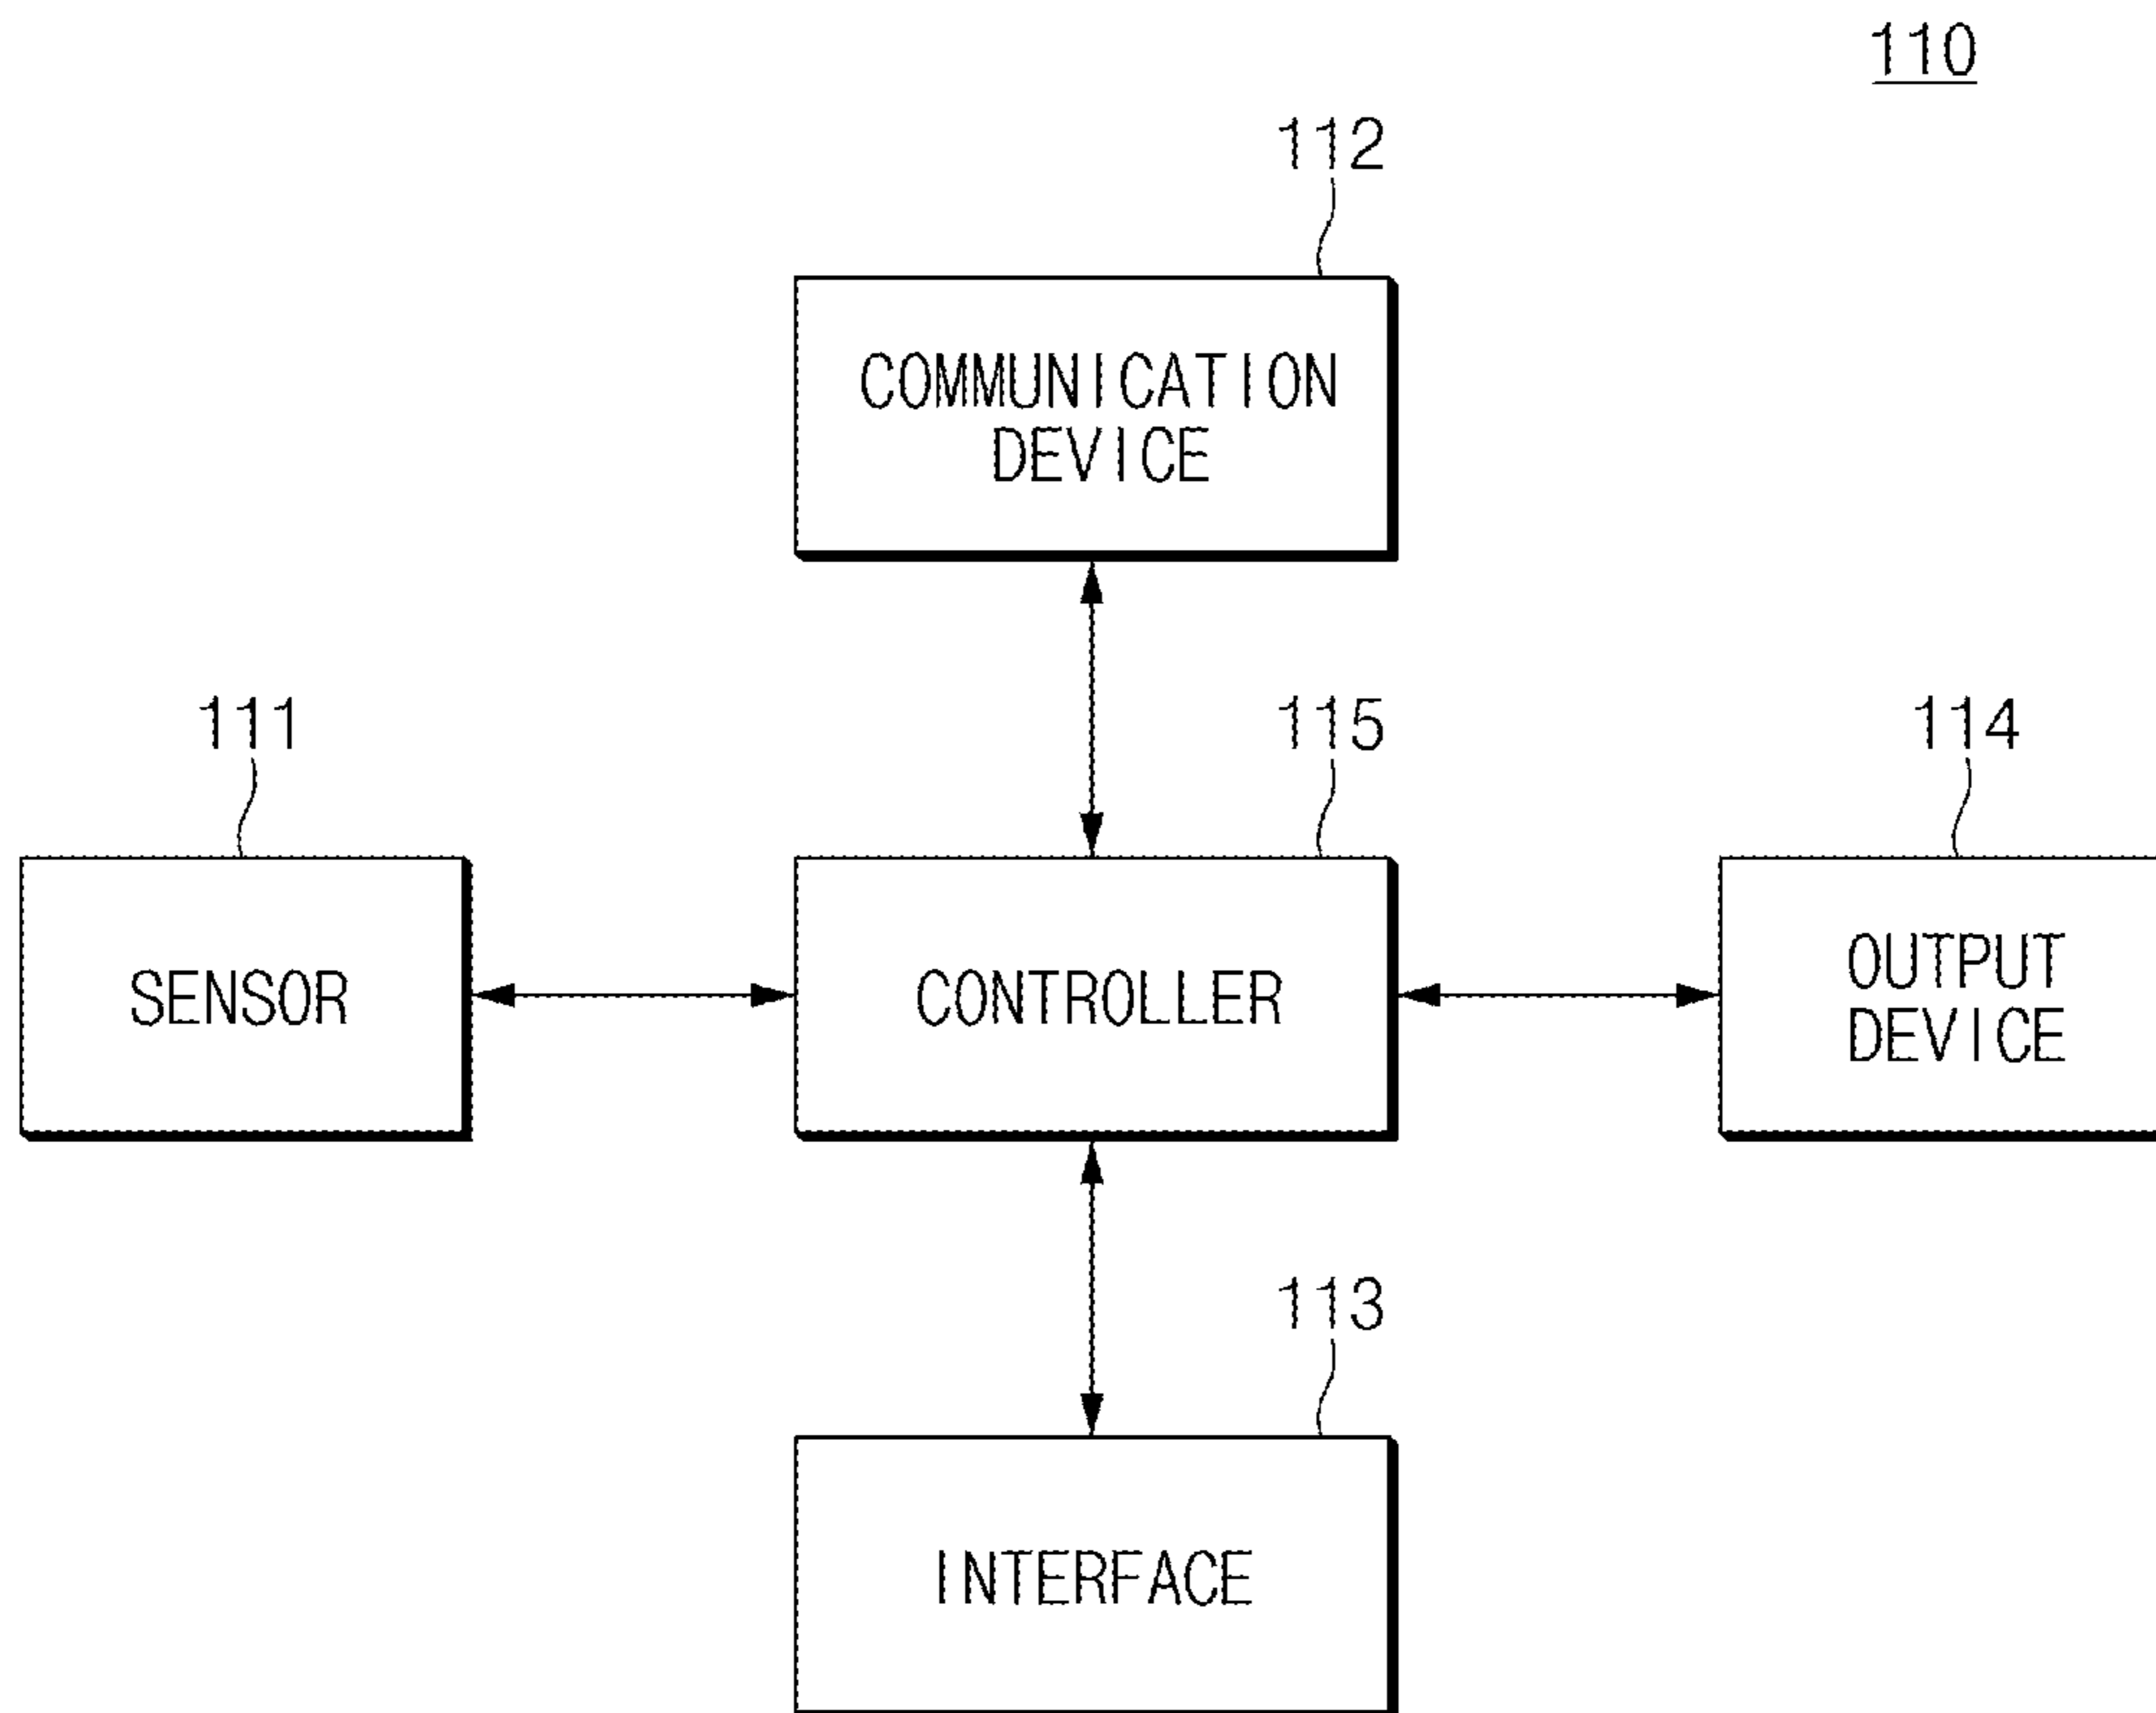 110
112
COMMUNICATION
DEVICE
111
115
114
SENSOR
CONTROLLER
OUTPUT
DEVICE
113
INTERFACE